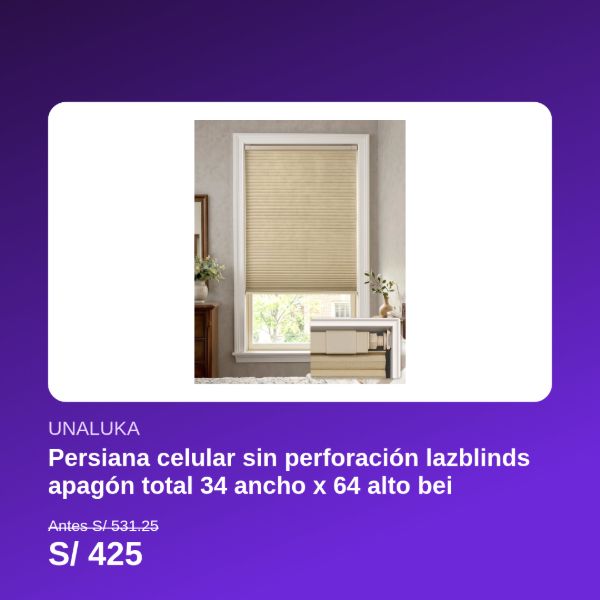 UNALUKA
Persiana celular sin perforación lazblinds
apagón total 34 ancho x 64 alto bei
Antes S/ 531.25
S/ 425